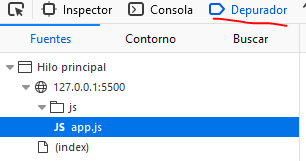 Inspector Consola Depurador
Fuentes Contorno Buscar
Hilo principal
127.0.0.1:5500
js
JS app.js
(index)